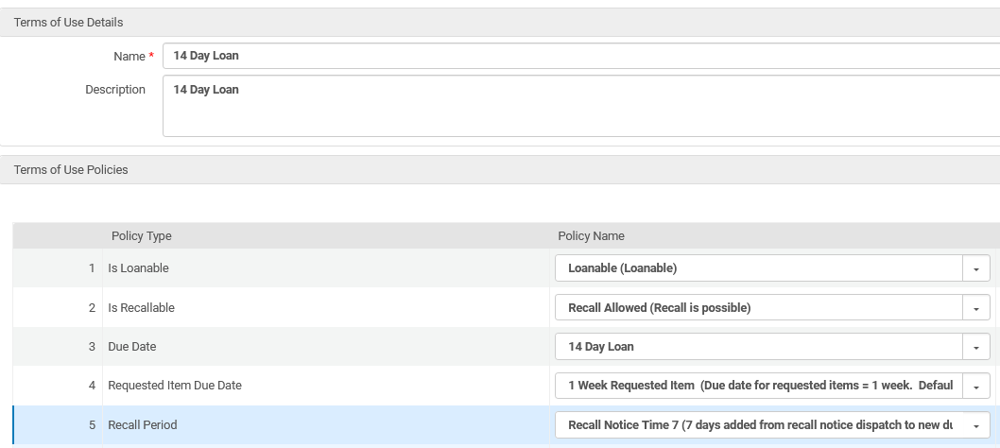 Terms of Use Details
Name * 14 Day Loan
Description 14 Day Loan
Terms of Use Policies
Policy Type Policy Name
1 Is Loanable Loanable (Loanable)
2 Is Recallable Recall Allowed (Recall is possible)
3 Due Date 14 Day Loan
4 Requested Item Due Date 1 Week Requested Item (Due date for requested items = 1 week. Defaul
5 Recall Period Recall Notice Time 7 (7 days added from recall notice dispatch to new du